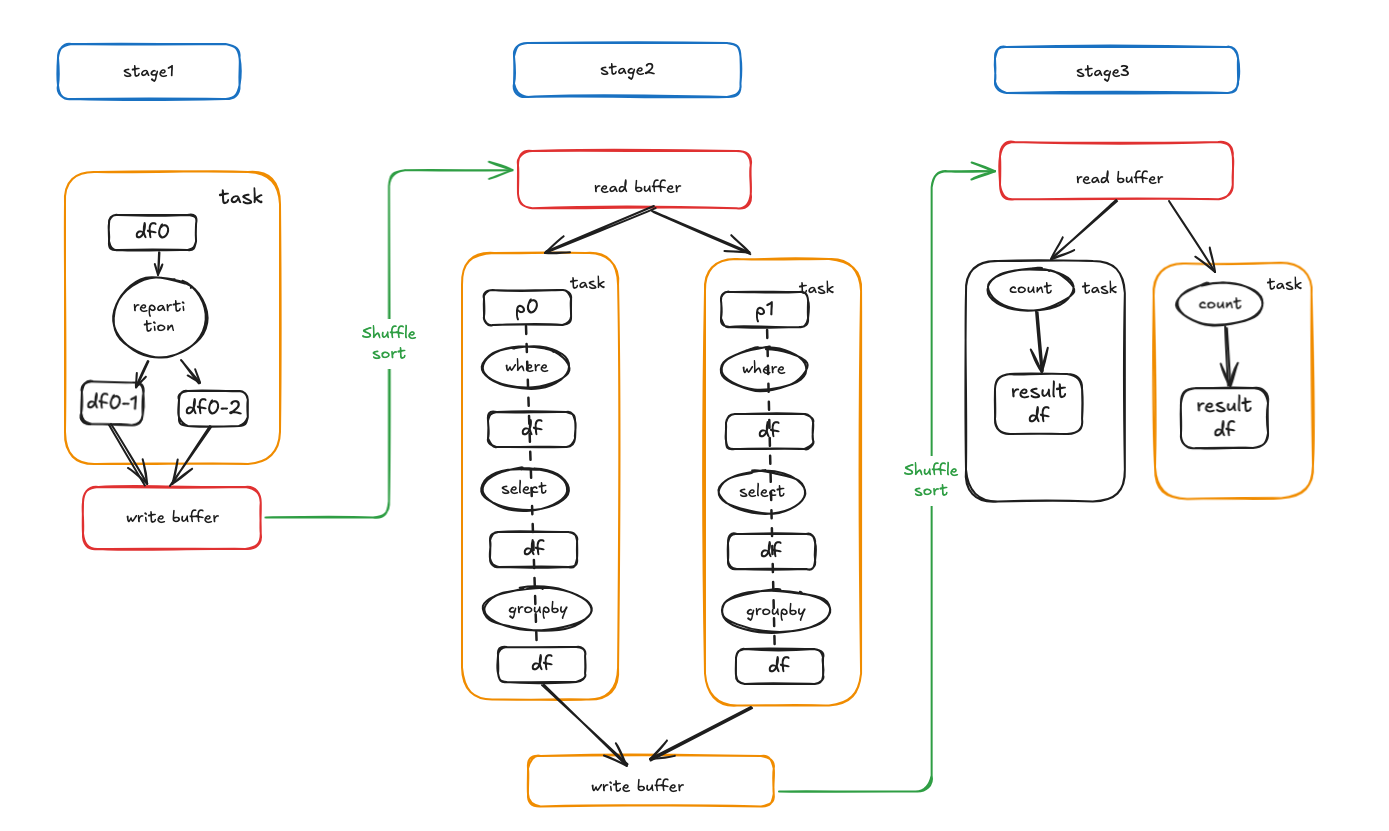 stage1
stage2
stage3
task
df0
reparti
tion
df0-1
df0-2
write buffer
Shuffle
sort
read buffer
task
p0
where
df
select
df
groupby
df
task
p1
where
df
select
df
groupby
df
write buffer
Shuffle
sort
read buffer
count
task
result
df
task
count
result
df